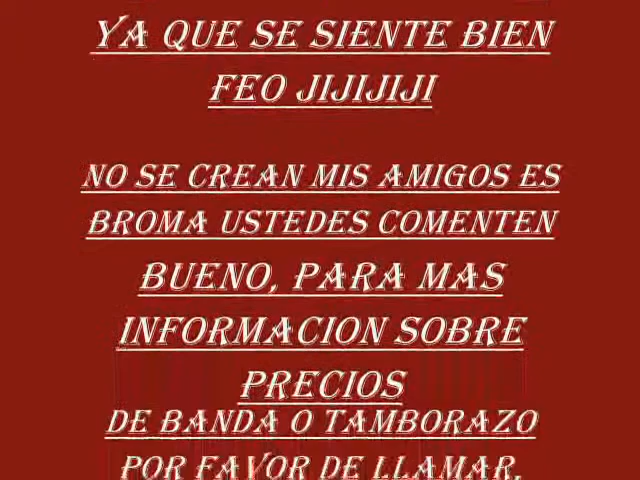 YA QUE SE SIENTE BIEN
FEO JIJIJIJI
NO SE CREAN MIS AMIGOS ES
BROMA USTEDES COMENTEN
BUENO, PARA MAS
INFORMACION SOBRE
PRECIOS
DE BANDA O TAMBORAZO
POR FAVOR DE LLAMAR,